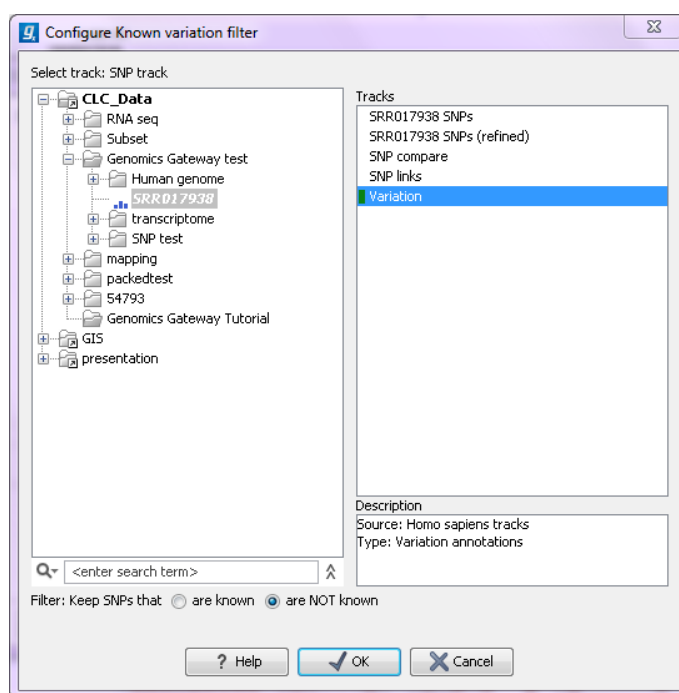 Configure Known variation filter
Select track: SNP track
CLC_Data
RNA seq
Subset
Genomics Gateway test
Human genome
SRR017938
transcriptome
SNP test
mapping
packedtest
54793
Genomics Gateway Tutorial
GIS
presentation
Tracks
SRR017938 SNPs
SRR017938 SNPs (refined)
SNP compare
SNP links
Variation
Description
Source: Homo sapiens tracks
Type: Variation annotations
<enter search term>
Filter: Keep SNPs that are known are NOT known
? Help OK Cancel